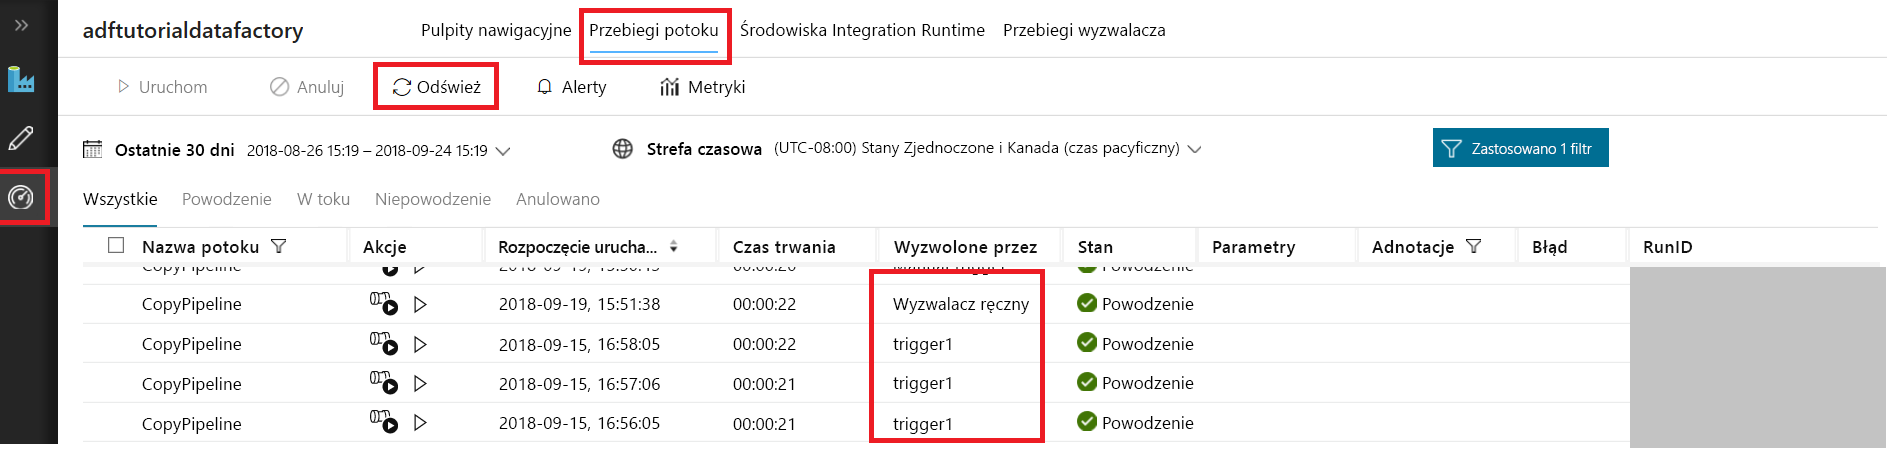 adftutorialdatafactory Pulpity nawigacyjne Przebiegi potoku Środowiska Integration Runtime Przebiegi wyzwalacza
Uruchom Anuluj Odśwież Alerty Metryki
Ostatnie 30 dni 2018-08-26 15:19 – 2018-09-24 15:19 Strefa czasowa (UTC-08:00) Stany Zjednoczone i Kanada (czas pacyficzny) Zastosowano 1 filtr
Wszystkie Powodzenie W toku Niepowodzenie Anulowano
Nazwa potoku Akcje Rozpoczęcie urucha... Czas trwania Wyzwolone przez Stan Parametry Adnotacje Błąd RunID
CopyPipeline 00:00:20 Powodzenie
CopyPipeline 2018-09-19, 15:51:38 00:00:22 Wyzwalacz ręczny Powodzenie
CopyPipeline 2018-09-15, 16:58:05 00:00:22 trigger1 Powodzenie
CopyPipeline 2018-09-15, 16:57:06 00:00:21 trigger1 Powodzenie
CopyPipeline 2018-09-15, 16:56:05 00:00:21 trigger1 Powodzenie